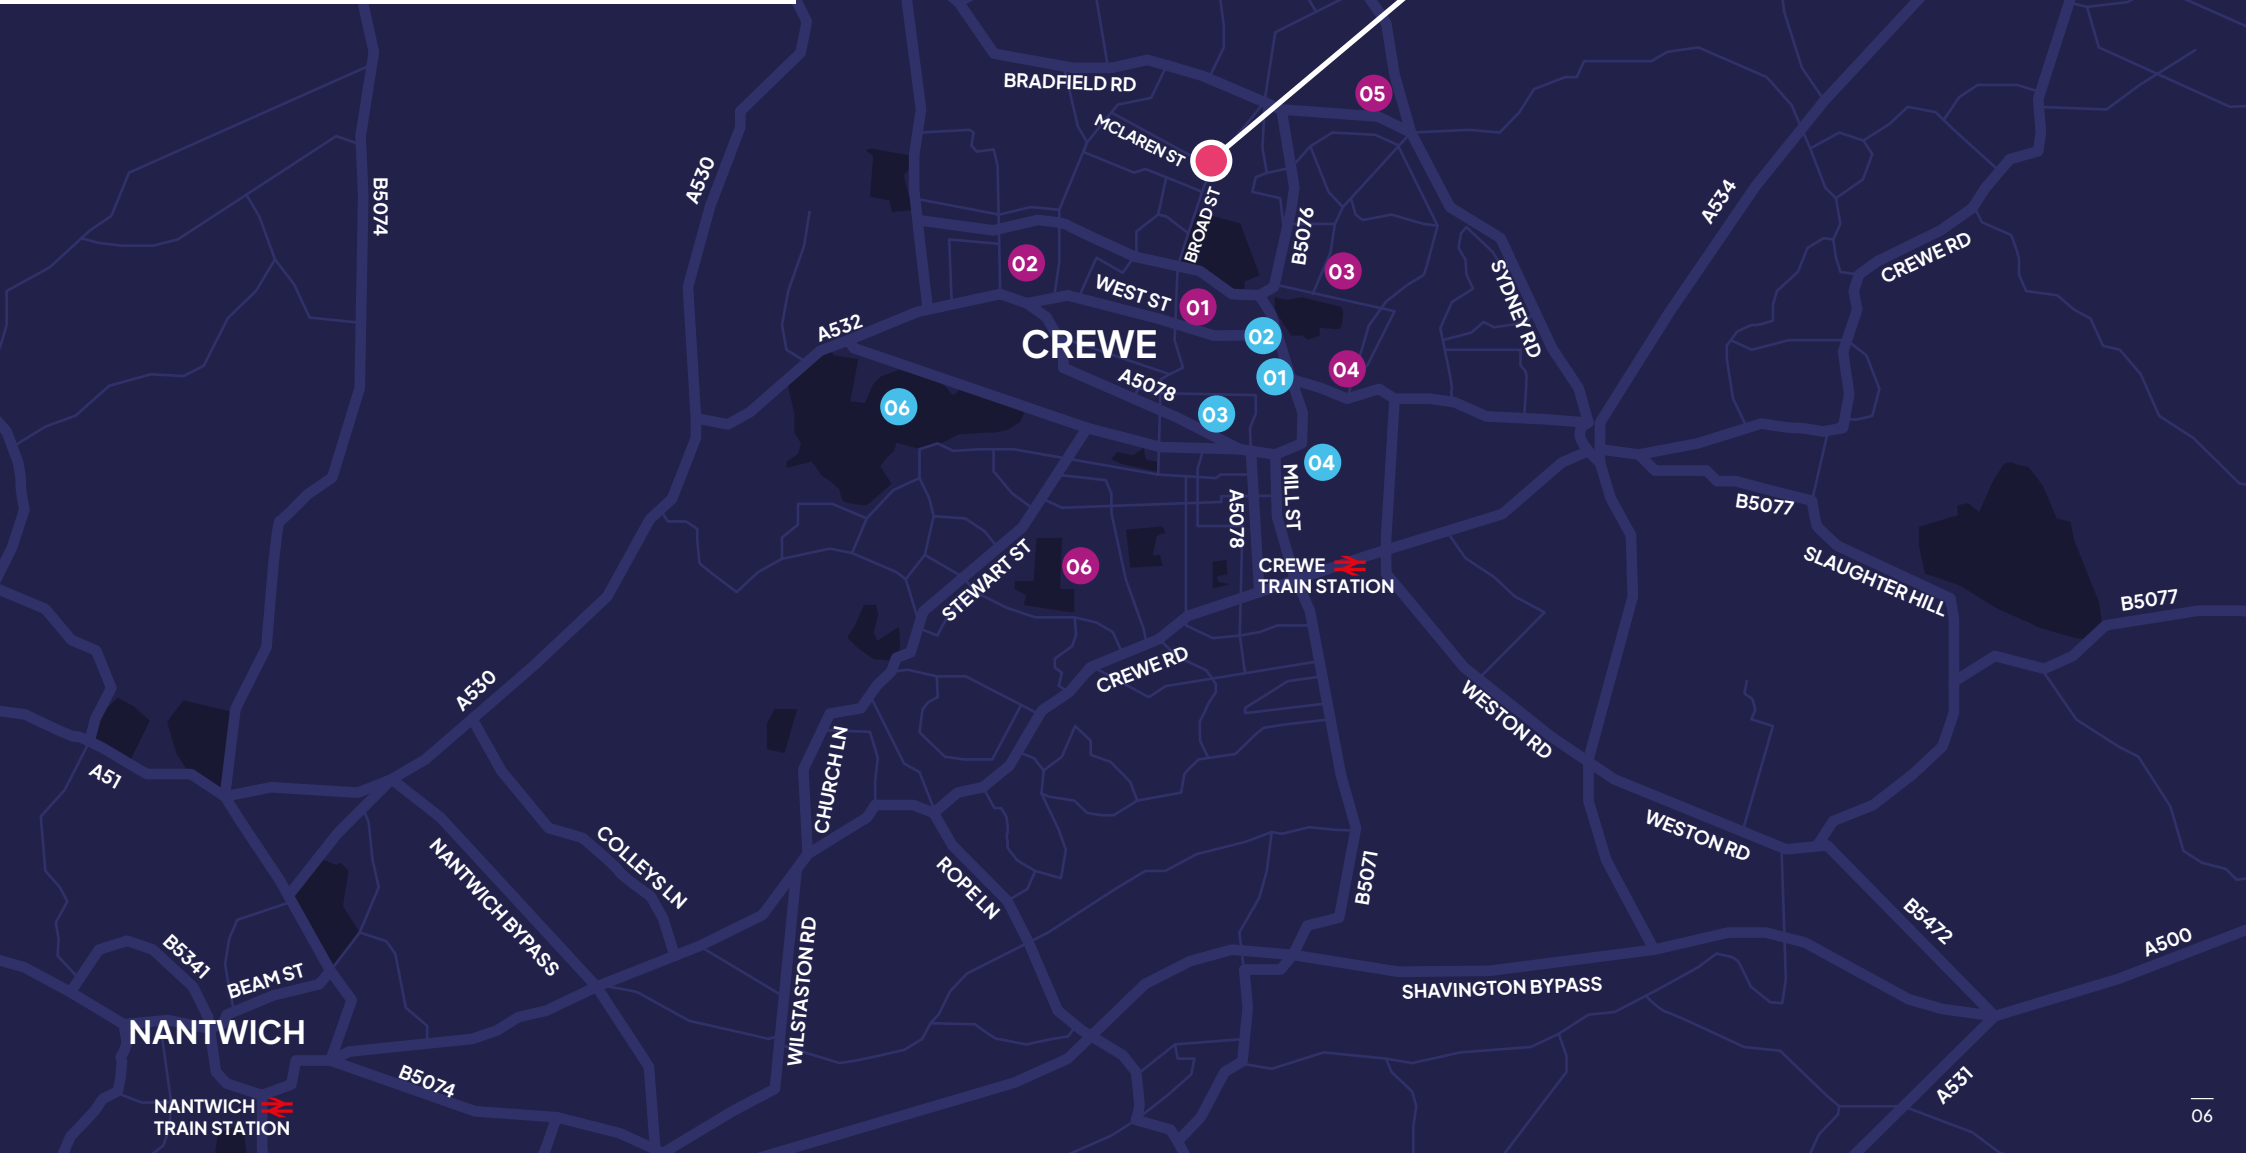 BRADFIELD RD
05
MCLAREN ST
A530
B5074
A534
BROAD ST
B5076
CREWE RD
02
03
SYDNEY RD
WEST ST
01
A532
02
CREWE
04
01
A5078
06
03
04
MILL ST
A5078
B5077
STEWART ST
06
CREWE
TRAIN STATION
SLAUGHTER HILL
B5077
CREWE RD
A530
WESTON RD
A51
CHURCH LN
WESTON RD
COLLEYS LN
NANTWICH BYPASS
ROPE LN
B5071
B5472
A500
B5341
BEAM ST
WILSTASTON RD
SHAVINGTON BYPASS
NANTWICH
B5074
A531
NANTWICH
TRAIN STATION
06